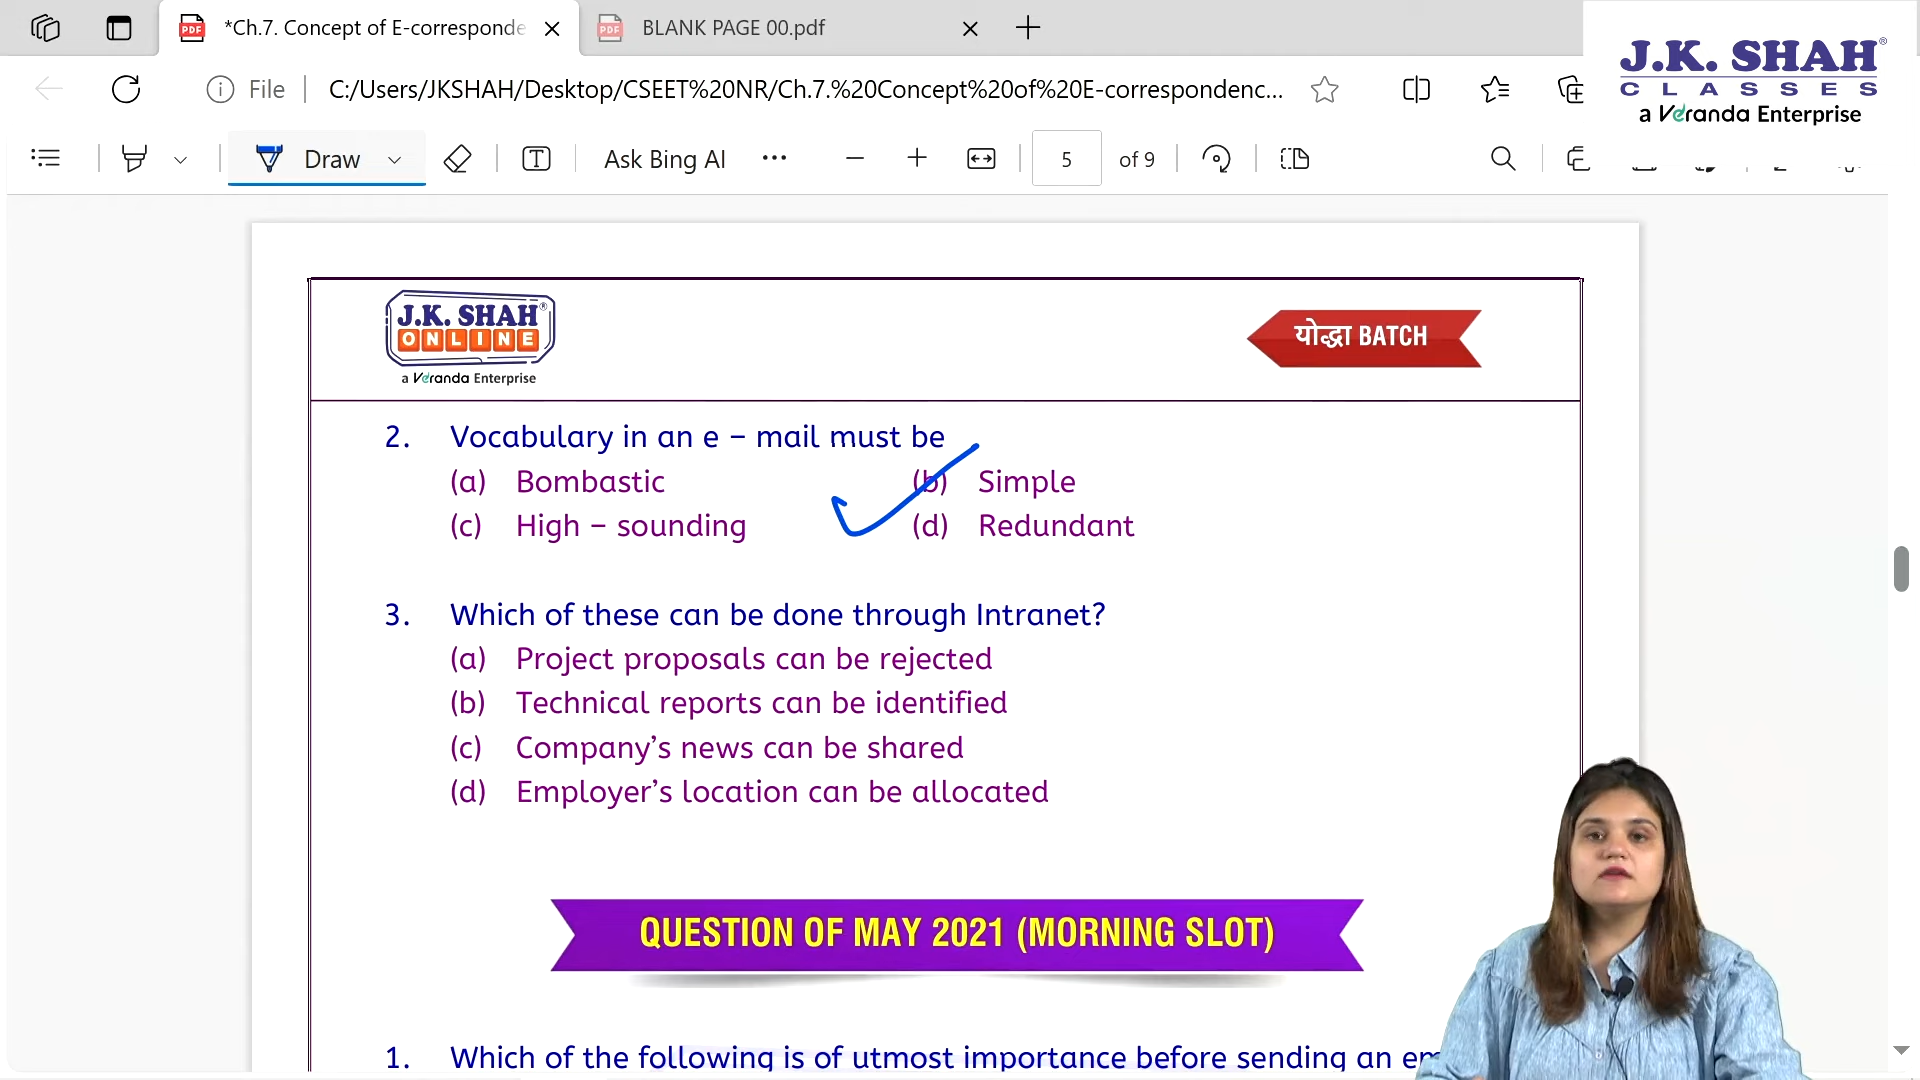 *Ch.7. Concept of E-corresponde
BLANK PAGE 00.pdf
J.K. SHAH®
CLASSES
a Veranda Enterprise
File
C:/Users/JKSHAH/Desktop/CSEET%20NR/Ch.7.%20Concept%20of%20E-correspondenc...
Draw
Ask Bing AI
5 of 9
J.K. SHAH®
ONLINE
a Veranda Enterprise
योद्धा BATCH
2. Vocabulary in an e – mail must be
(a) Bombastic (b) Simple
(c) High – sounding (d) Redundant
3. Which of these can be done through Intranet?
(a) Project proposals can be rejected
(b) Technical reports can be identified
(c) Company's news can be shared
(d) Employer's location can be allocated
QUESTION OF MAY 2021 (MORNING SLOT)
1. Which of the following is of utmost importance before sending an em